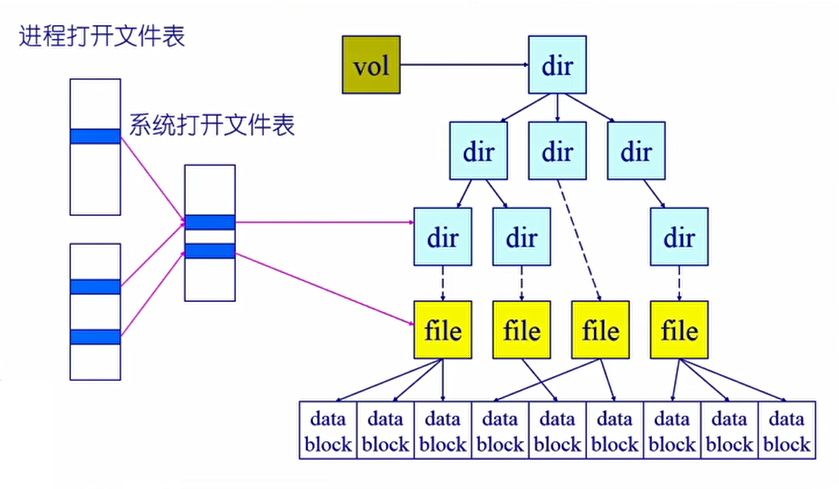 进程打开文件表
vol
dir
系统打开文件表
dir
dir
dir
dir
dir
dir
file
file
file
file
data
block
data
block
data
block
data
block
data
block
data
block
data
block
data
block
data
block